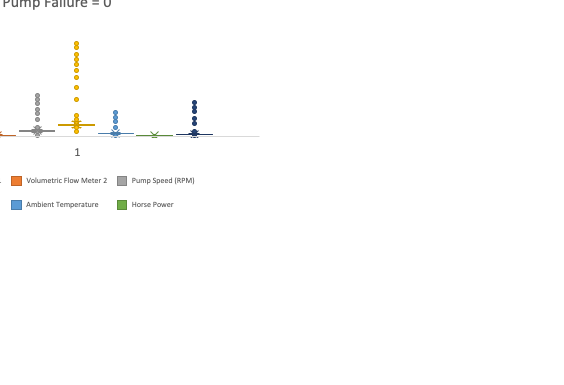 Pump Failure = 0
1
Volumetric Flow Meter 2
Pump Speed (RPM)
Ambient Temperature
Horse Power